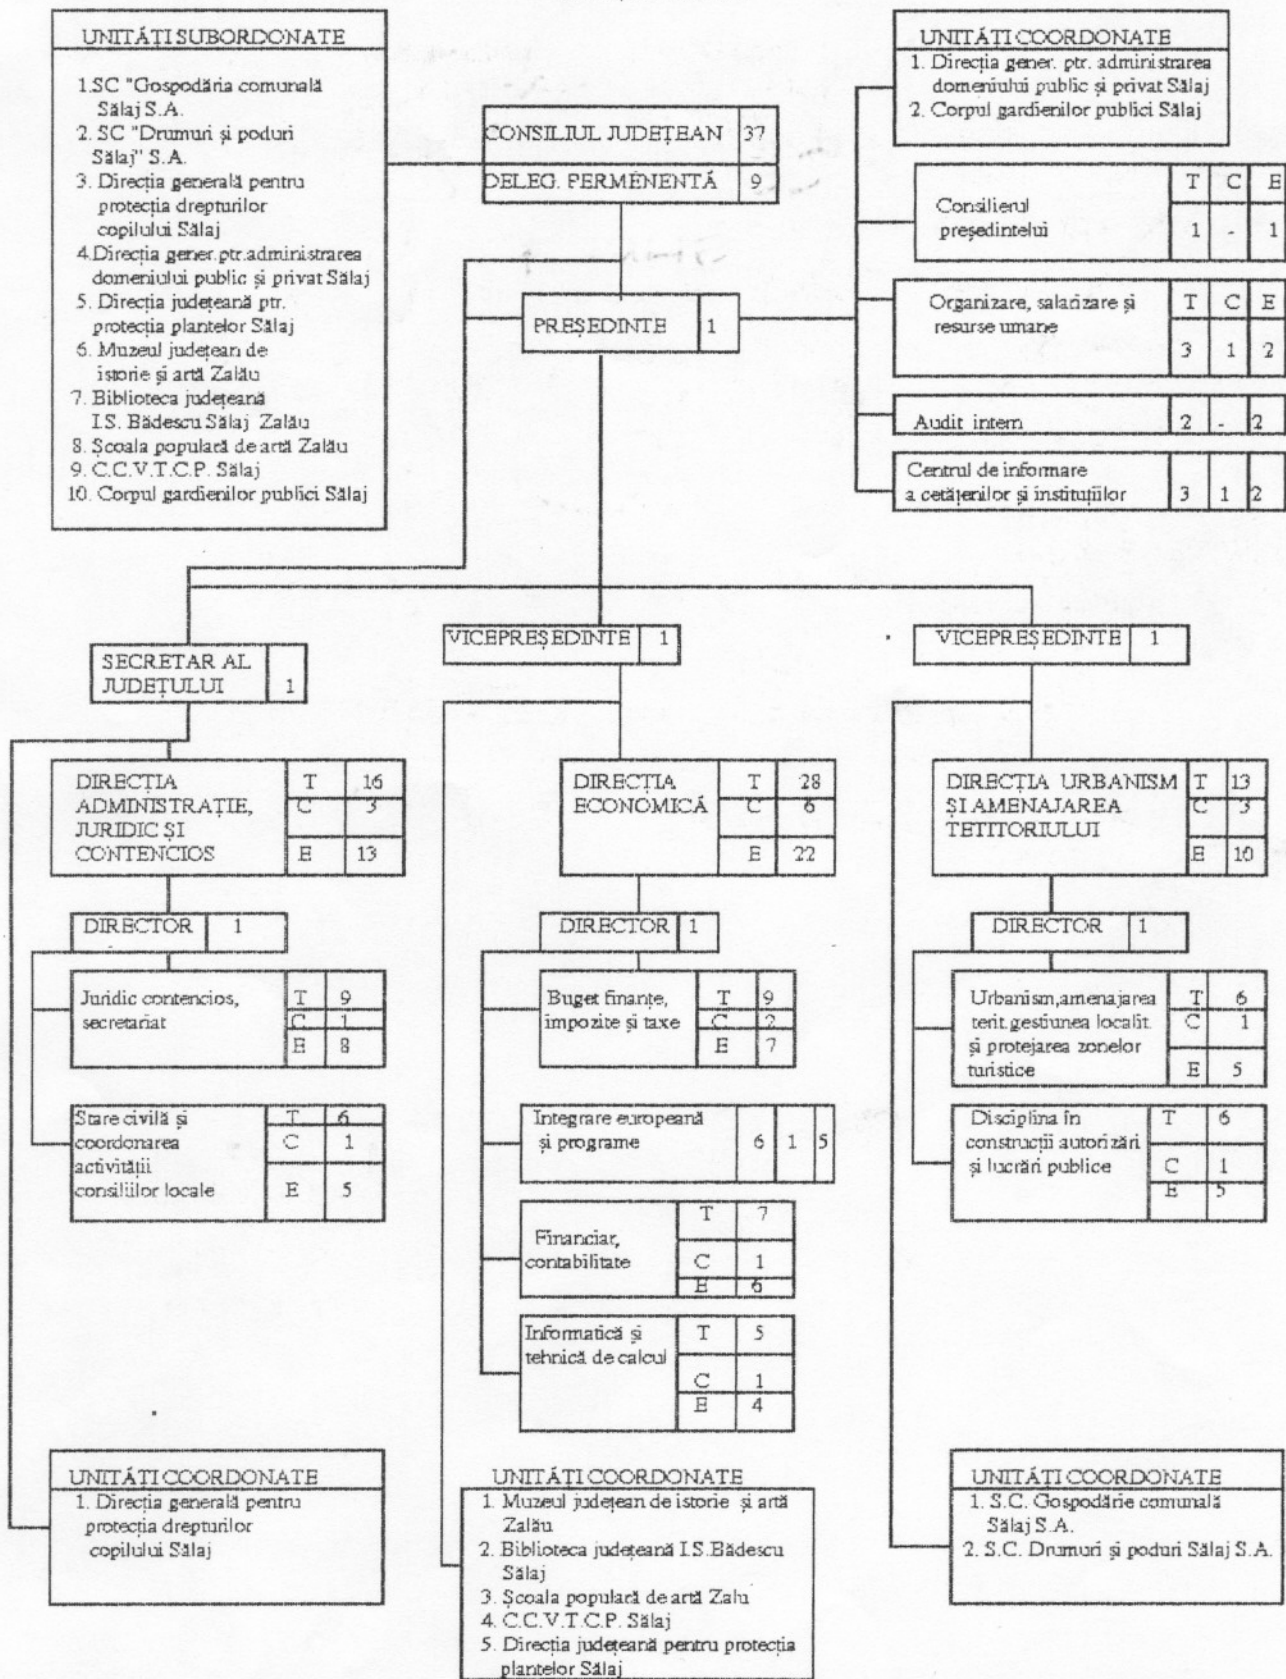 UNITĂȚI SUBORDONATE
1.SC "Gospodăria comunală
Sălaj S.A.
2. SC "Drumuri și poduri
Sălaj" S.A.
3. Direcția generală pentru
protecția drepturilor
copilului Sălaj
4.Direcția gener.ptr.administrarea
domeniului public și privat Sălaj
5. Direcția județeană ptr.
protecția plantelor Sălaj
6. Muzeul județean de
istorie și artă Zalău
7. Biblioteca județeană
I.S. Bădescu Sălaj Zalău
8. Școala populară de artă Zalău
9. C.C.V.T.C.P. Sălaj
10. Corpul gardienilor publici Sălaj
CONSILIUL JUDEȚEAN 37
DELEG. PERMENENTĂ 9
PREȘEDINTE 1
UNITĂȚI COORDONATE
1. Direcția gener. ptr. administrarea
domeniului public și privat Sălaj
2. Corpul gardienilor publici Sălaj
Consilierul
președintelui
T C E
1 - 1
Organizare, salarizare și
resurse umane
T C E
3 1 2
Audit intern 2 - 2
Centrul de informare
a cetățenilor și instituțiilor 3 1 2
SECRETAR AL
JUDEȚULUI 1
VICEPREȘEDINTE 1
VICEPREȘEDINTE 1
DIRECȚIA
ADMINISTRAȚIE,
JURIDIC ȘI
CONTENCIOS
T 16
C 3
E 13
DIRECTOR 1
Juridic contencios,
secretariat
T 9
C 1
E 8
Stare civilă și
coordonarea
activității
consiliilor locale
T 6
C 1
E 5
UNITĂȚI COORDONATE
1. Direcția generală pentru
protecția drepturilor
copilului Sălaj
DIRECȚIA
ECONOMICĂ
T 28
C 6
E 22
DIRECTOR 1
Buget finanțe,
impozite și taxe
T 9
C 2
E 7
Integrare europeană
și programe 6 1 5
Financiar,
contabilitate
T 7
C 1
E 6
Informatică și
tehnică de calcul
T 5
C 1
E 4
UNITĂȚI COORDONATE
1. Muzeul județean de istorie și artă
Zalău
2. Biblioteca județeană I.S.Bădescu
Sălaj
3. Școala populară de artă Zalu
4. C.C.V.T.C.P. Sălaj
5. Direcția județeană pentru protecția
plantelor Sălaj
DIRECȚIA URBANISM
ȘI AMENAJAREA
TETITORIULUI
T 13
C 3
E 10
DIRECTOR 1
Urbanism,amenajarea
terit.gestiunea localit.
și protejarea zonelor
turistice
T 6
C 1
E 5
Disciplina în
construcții autorizări
și lucrări publice
T 6
C 1
E 5
UNITĂȚI COORDONATE
1. S.C. Gospodărie comunală
Sălaj S.A.
2. S.C. Drumuri și poduri Sălaj S.A.